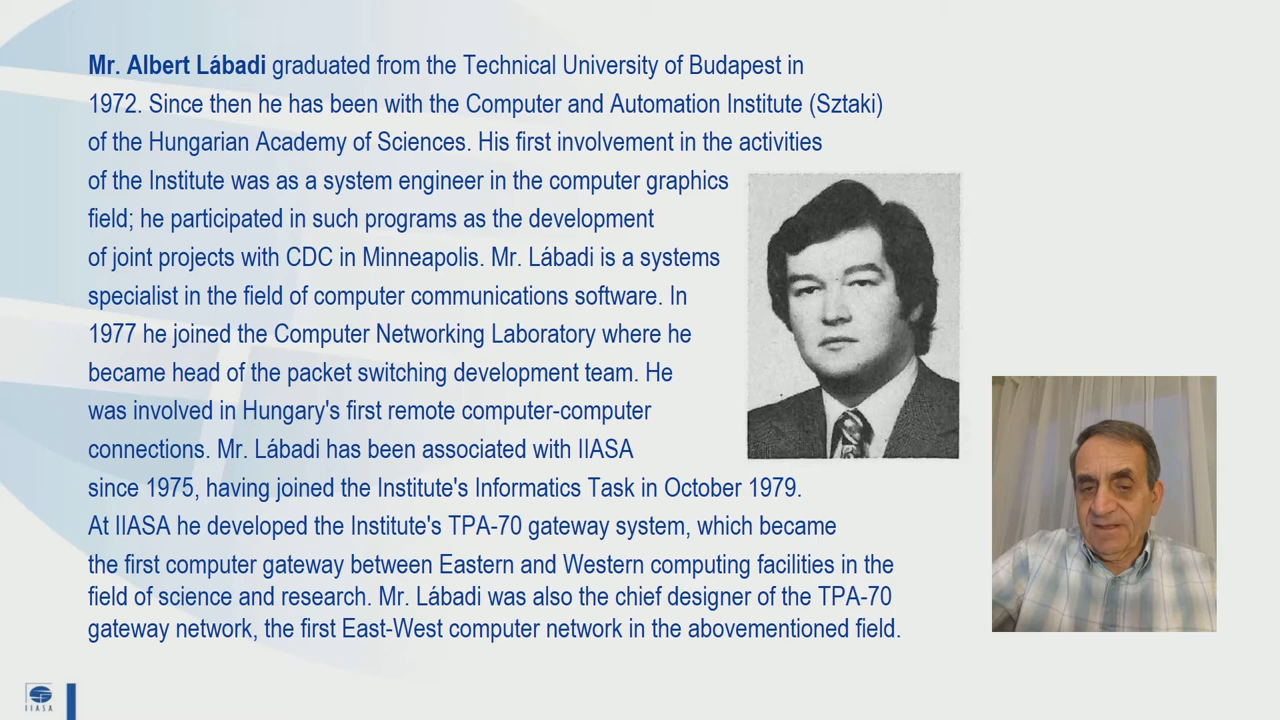 Mr. Albert Lábadi graduated from the Technical University of Budapest in
1972. Since then he has been with the Computer and Automation Institute (Sztaki)
of the Hungarian Academy of Sciences. His first involvement in the activities
of the Institute was as a system engineer in the computer graphics
field; he participated in such programs as the development
of joint projects with CDC in Minneapolis. Mr. Lábadi is a systems
specialist in the field of computer communications software. In
1977 he joined the Computer Networking Laboratory where he
became head of the packet switching development team. He
was involved in Hungary's first remote computer-computer
connections. Mr. Lábadi has been associated with IIASA
since 1975, having joined the Institute's Informatics Task in October 1979.
At IIASA he developed the Institute's TPA-70 gateway system, which became
the first computer gateway between Eastern and Western computing facilities in the
field of science and research. Mr. Lábadi was also the chief designer of the TPA-70
gateway network, the first East-West computer network in the abovementioned field.
IIASA